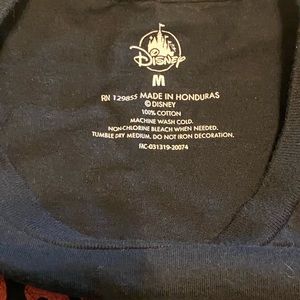 Disney
M
RN 129855 MADE IN HONDURAS
© DISNEY
100% COTTON
MACHINE WASH COLD.
NON-CHLORINE BLEACH WHEN NEEDED.
TUMBLE DRY MEDIUM. DO NOT IRON DECORATION.
FAC-031319-20074